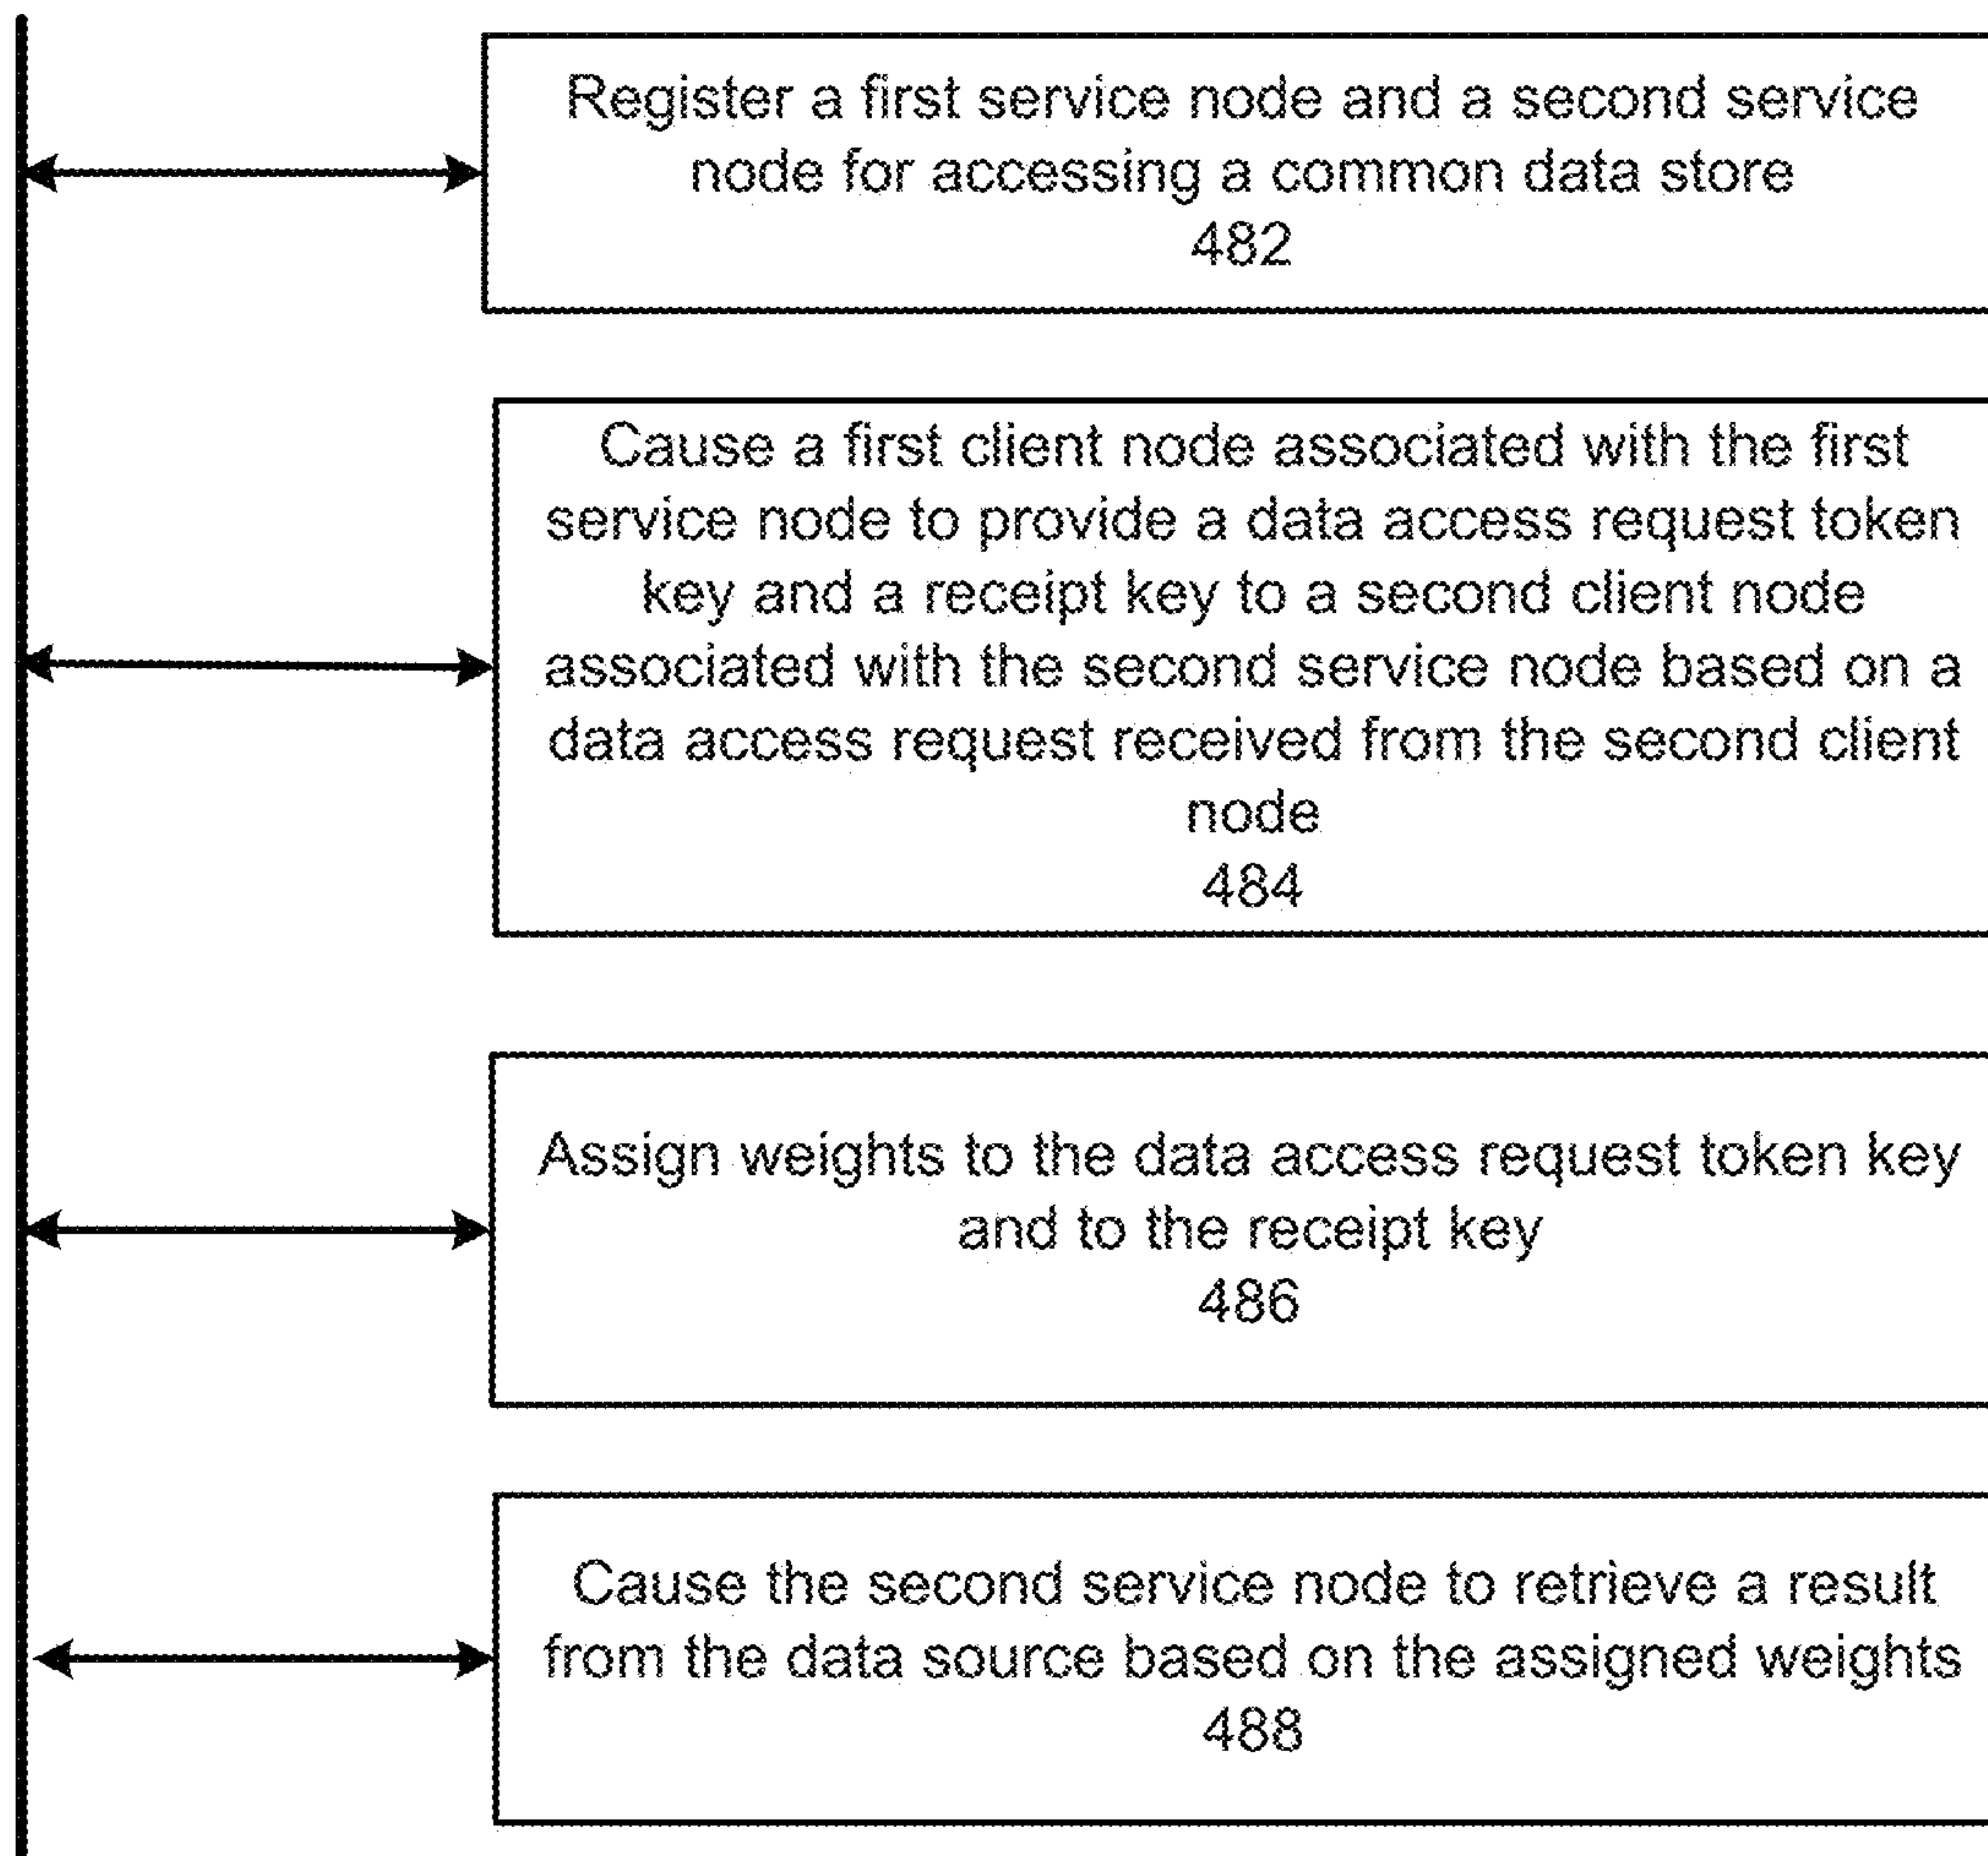 Register a first service node and a second service
node for accessing a common data store
482
Cause a first client node associated with the first
service node to provide a data access request token
key and a receipt key to a second client node
associated with the second service node based on a
data access request received from the second client
node
484
Assign weights to the data access request token key
and to the receipt key
486
Cause the second service node to retrieve a result
from the data source based on the assigned weights
488